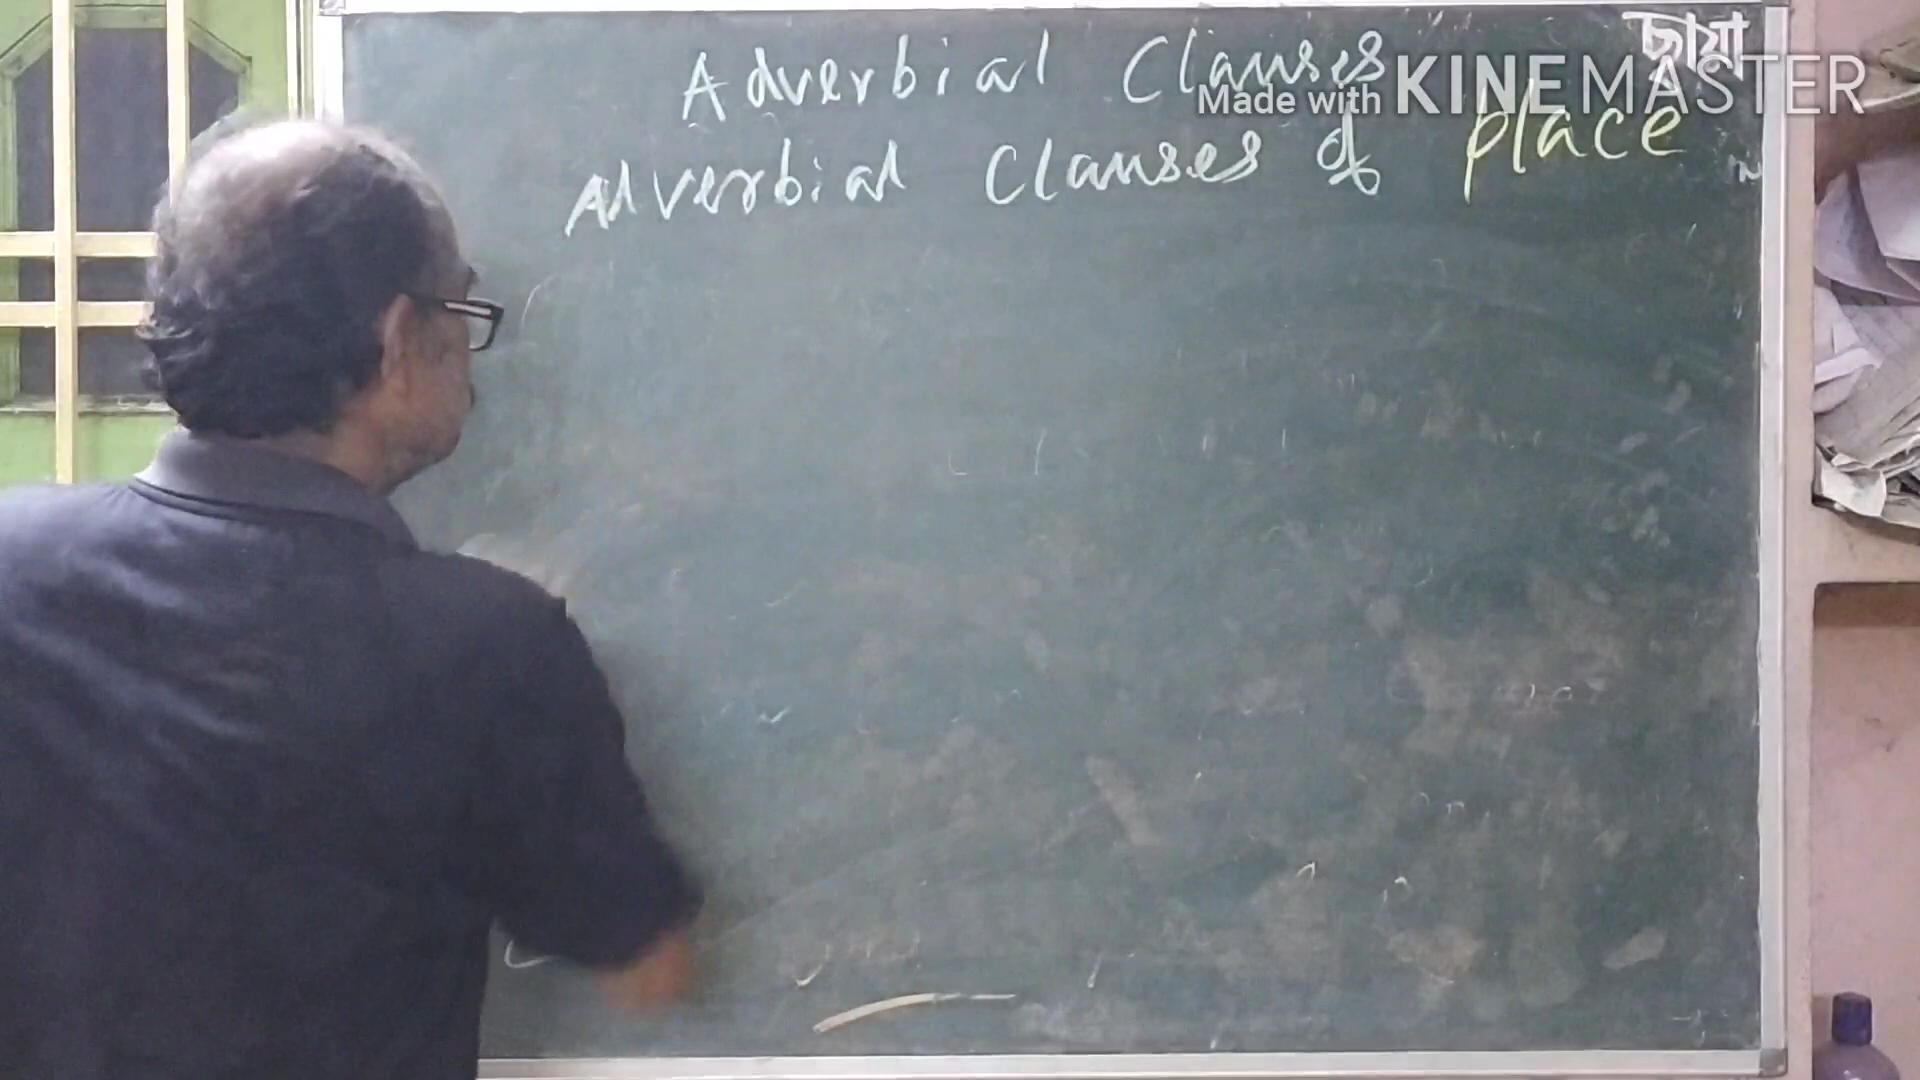 Adverbial Clauses
ছায়া
Made with KINEMASTER
Adverbial Clauses of place